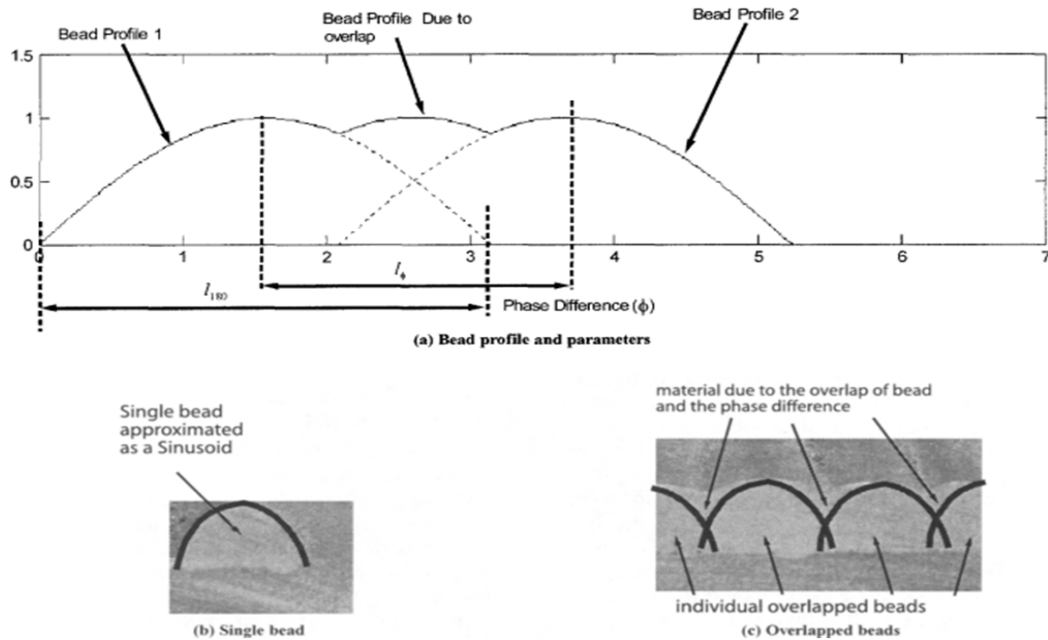 Bead Profile 1
Bead Profile Due to
overlap
Bead Profile 2
1.5
1
0.5
0
0 1 2 3 4 5 6 7
l180
lϕ
Phase Difference (ϕ)
(a) Bead profile and parameters
Single bead
approximated
as a Sinusoid
(b) Single bead
material due to the overlap of bead
and the phase difference
individual overlapped beads
(c) Overlapped beads